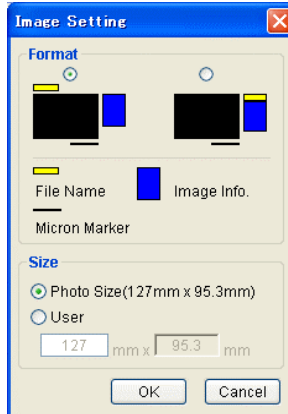 Image Setting
Format
File Name
Image Info.
Micron Marker
Size
Photo Size(127mm x 95.3mm)
User
127 mm x 95.3 mm
OK Cancel